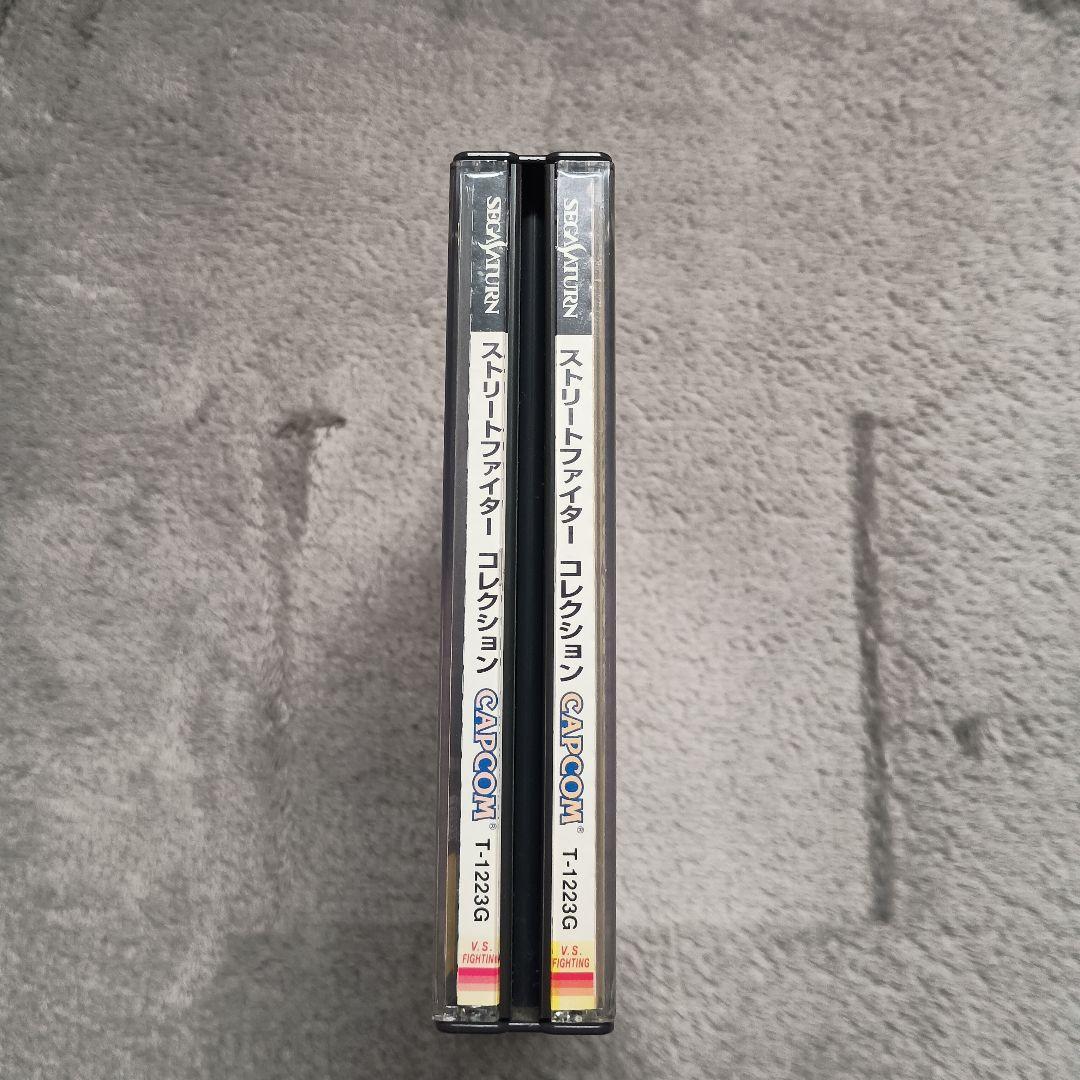 SEGA SATURN
ストリートファイター コレクション
CAPCOM®
T-1223G
V.S.
FIGHTING
SEGA SATURN
ストリートファイター コレクション
CAPCOM®
T-1223G
V.S.
FIGHTING